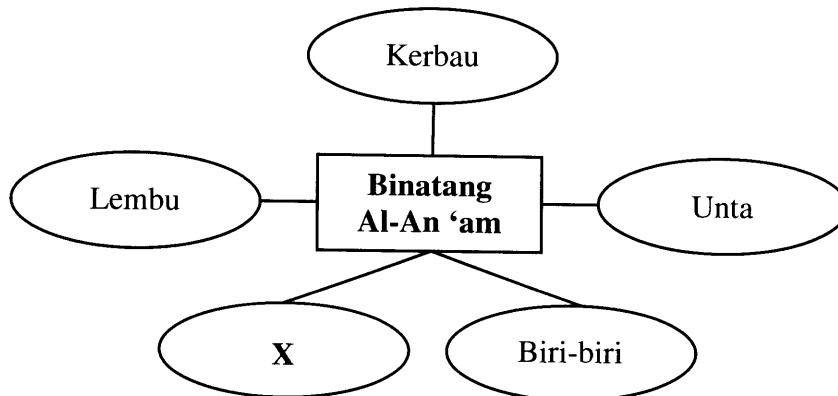 Kerbau
Lembu
Binatang
Al-An ‘am
Unta
X
Biri-biri